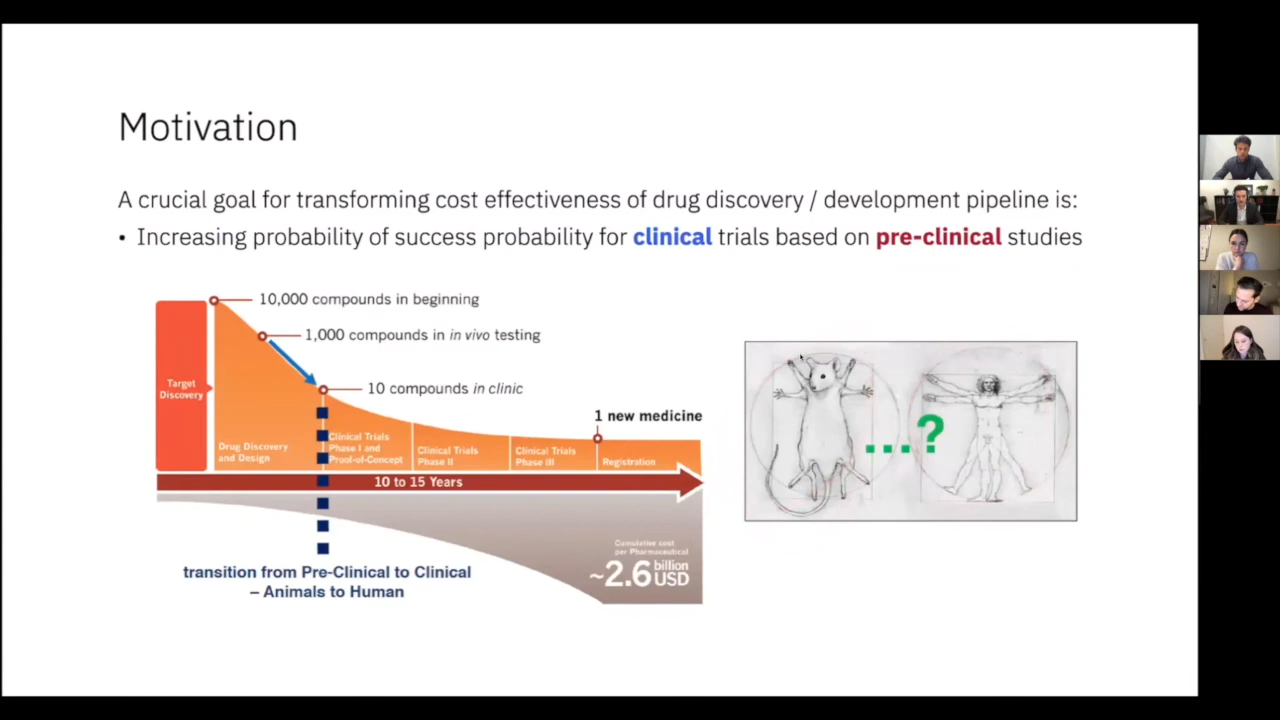 Motivation
A crucial goal for transforming cost effectiveness of drug discovery / development pipeline is:
• Increasing probability of success probability for clinical trials based on pre-clinical studies
10,000 compounds in beginning
1,000 compounds in in vivo testing
10 compounds in clinic
1 new medicine
Target
Discovery
Drug Discovery
and Design
Clinical Trials
Phase I and
Proof-of-Concept
Clinical Trials
Phase II
Clinical Trials
Phase III
Registration
10 to 15 Years
Cumulative cost
per Pharmaceutical
~2.6 billion
USD
transition from Pre-Clinical to Clinical
– Animals to Human
...?